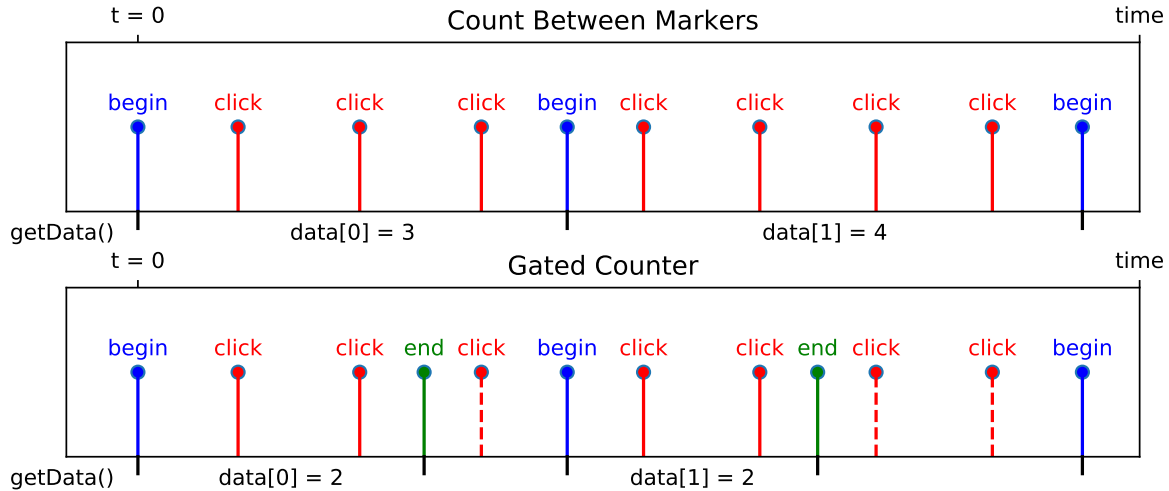 t = 0 Count Between Markers time
begin click click click begin click click click click begin
getData() data[0] = 3 data[1] = 4
t = 0 Gated Counter time
begin click click end click begin click click end click click begin
getData() data[0] = 2 data[1] = 2